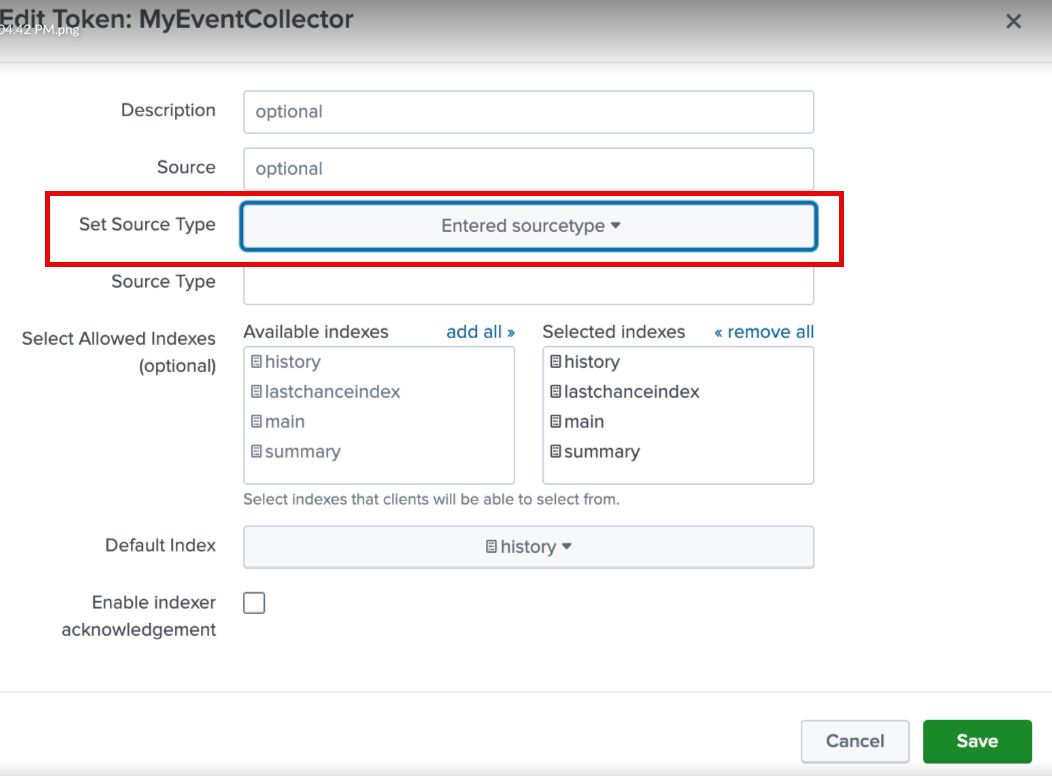 Edit Token: MyEventCollector
04.42 PM.png
Description
optional
Source
optional
Set Source Type
Entered sourcetype
Source Type
Select Allowed Indexes
(optional)
Available indexes
add all »
Selected indexes
« remove all
history
lastchanceindex
main
summary
history
lastchanceindex
main
summary
Select indexes that clients will be able to select from.
Default Index
history
Enable indexer
acknowledgement
Cancel
Save